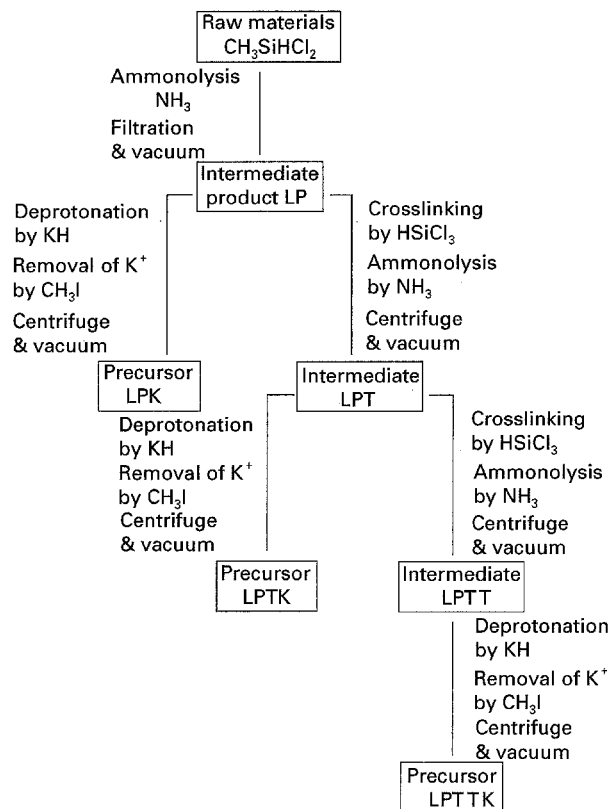 Raw materials
CH₃SiHCl₂
Ammonolysis
NH₃
Filtration
& vacuum
Intermediate
product LP
Deprotonation
by KH
Removal of K⁺
by CH₃I
Centrifuge
& vacuum
Crosslinking
by HSiCl₃
Ammonolysis
by NH₃
Centrifuge
& vacuum
Precursor
LPK
Intermediate
LPT
Deprotonation
by KH
Removal of K⁺
by CH₃I
Centrifuge
& vacuum
Crosslinking
by HSiCl₃
Ammonolysis
by NH₃
Centrifuge
& vacuum
Precursor
LPTK
Intermediate
LPTT
Deprotonation
by KH
Removal of K⁺
by CH₃I
Centrifuge
& vacuum
Precursor
LPTTK